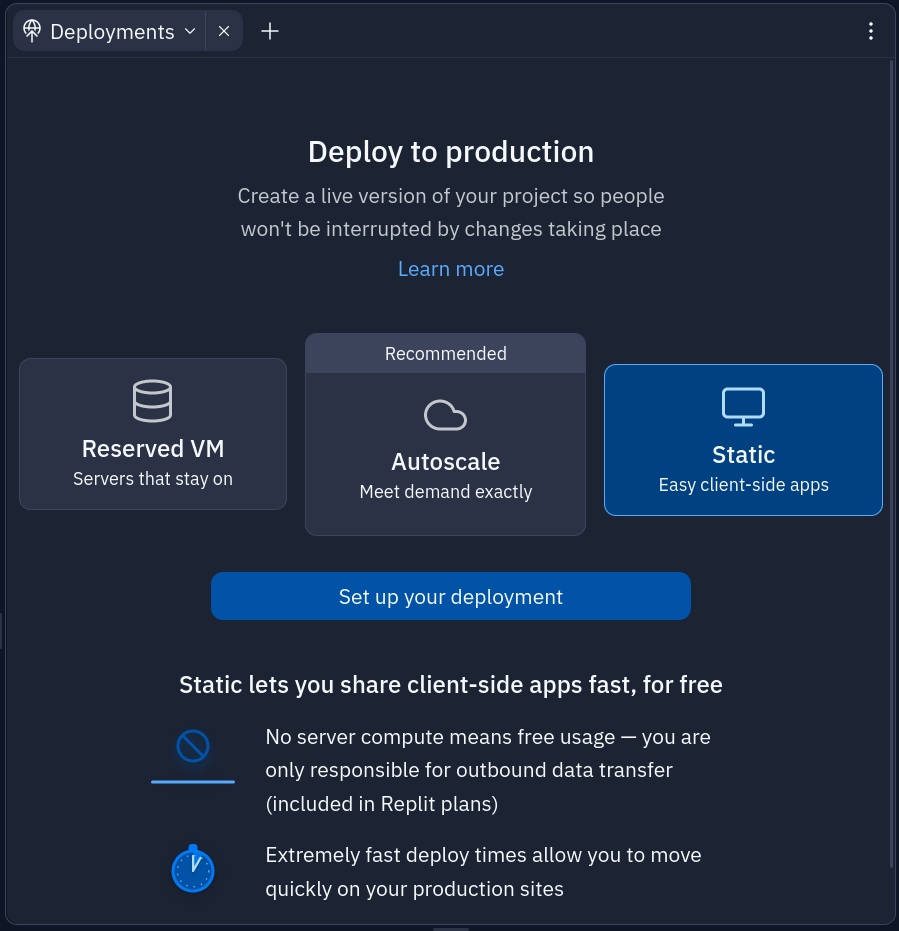 Deployments
Deploy to production
Create a live version of your project so people
won't be interrupted by changes taking place
Learn more
Reserved VM
Servers that stay on
Recommended
Autoscale
Meet demand exactly
Static
Easy client-side apps
Set up your deployment
Static lets you share client-side apps fast, for free
No server compute means free usage — you are
only responsible for outbound data transfer
(included in Replit plans)
Extremely fast deploy times allow you to move
quickly on your production sites